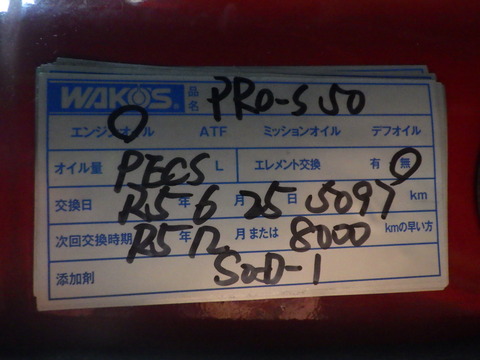 WAKO'S 品名 PRO-S 50
エンジンオイル ATF ミッションオイル デフオイル
オイル量 PECS L エレメント交換 有 無
交換日 R5 年 6 月 25 日 5097 km
次回交換時期 R5 年 12 月または 8000 kmの早い方
添加剤 S.O.D-1